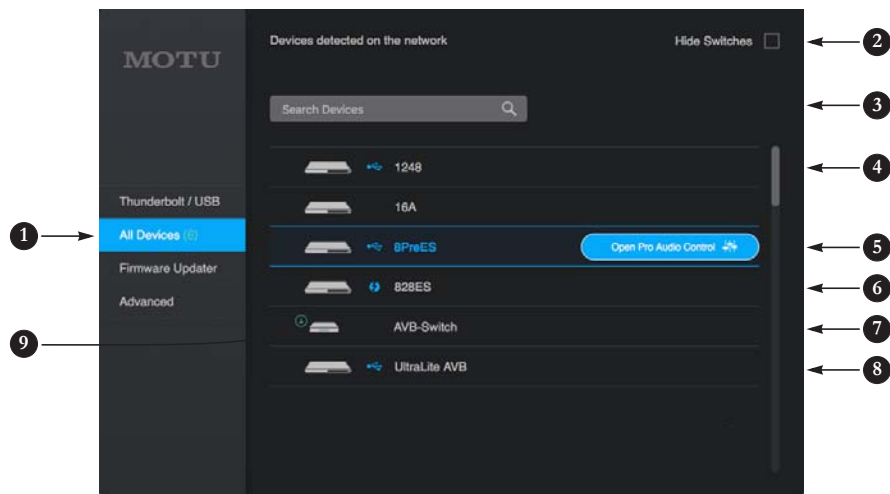 MOTU
Devices detected on the network
Hide Switches
2
Search Devices
3
1248
4
Thunderbolt / USB
16A
1
All Devices (6)
8PreES
Open Pro Audio Control
5
Firmware Updater
828ES
6
Advanced
AVB-Switch
7
9
UltraLite AVB
8